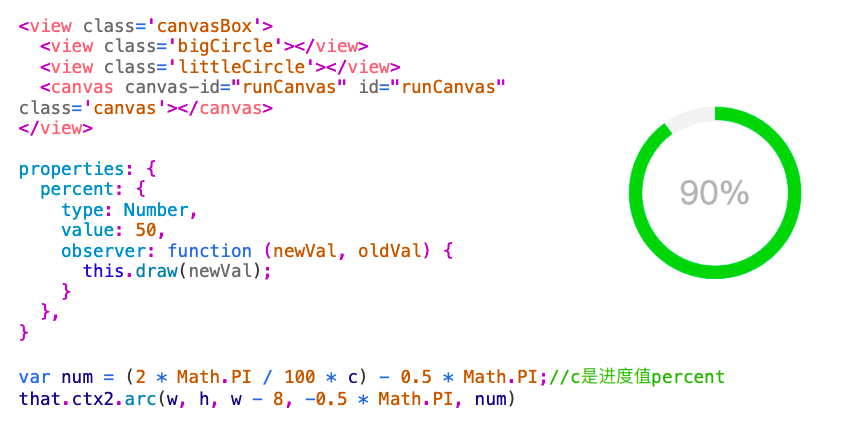 <view class='canvasBox'>
  <view class='bigCircle'></view>
  <view class='littleCircle'></view>
  <canvas canvas-id="runCanvas" id="runCanvas"
class='canvas'></canvas>
</view>
properties: {
  percent: {
    type: Number,
    value: 50,
    observer: function (newVal, oldVal) {
      this.draw(newVal);
    }
  },
}
90%
var num = (2 * Math.PI / 100 * c) - 0.5 * Math.PI;//c是进度值percent
that.ctx2.arc(w, h, w - 8, -0.5 * Math.PI, num)